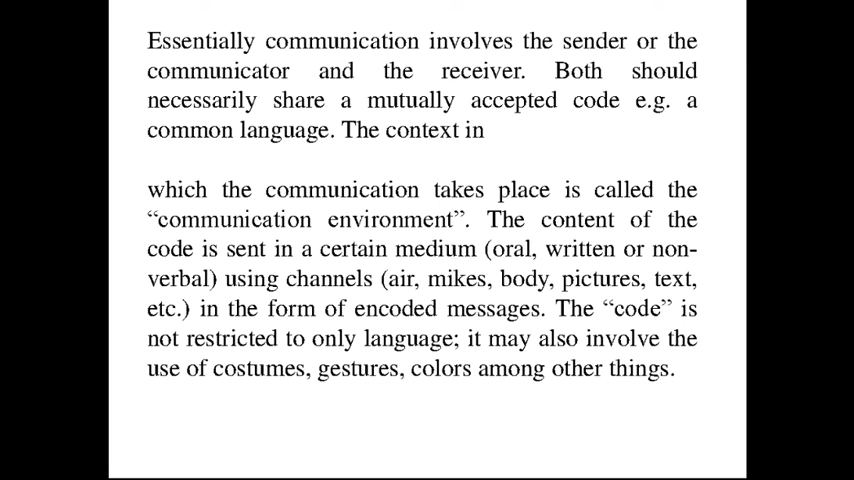 Essentially communication involves the sender or the
communicator and the receiver. Both should
necessarily share a mutually accepted code e.g. a
common language. The context in
which the communication takes place is called the
“communication environment”. The content of the
code is sent in a certain medium (oral, written or non-
verbal) using channels (air, mikes, body, pictures, text,
etc.) in the form of encoded messages. The “code” is
not restricted to only language; it may also involve the
use of costumes, gestures, colors among other things.